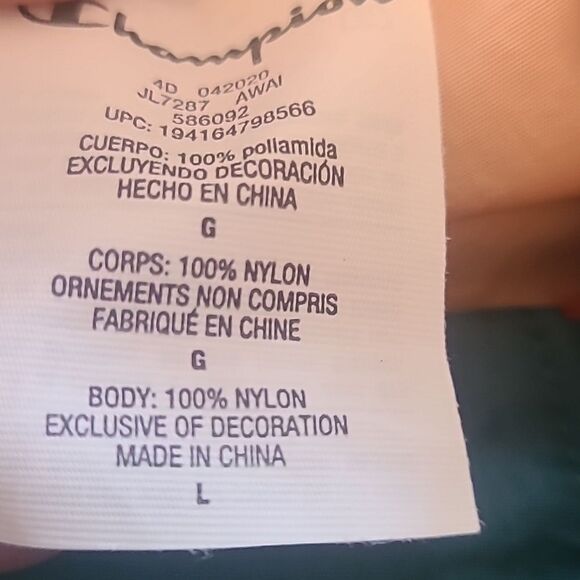 Champion
4D 042020
JL7287 AWAI
586092
UPC: 194164798566
CUERPO: 100% poliamida
EXCLUYENDO DECORACIÓN
HECHO EN CHINA
G
CORPS: 100% NYLON
ORNEMENTS NON COMPRIS
FABRIQUÉ EN CHINE
G
BODY: 100% NYLON
EXCLUSIVE OF DECORATION
MADE IN CHINA
L